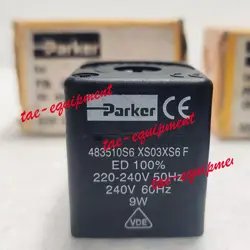 Parker
tae-equipment
tae-equipment
Parker
CE
483510S6 XS03XS6 F
ED 100%
220-240V 50Hz
240V 60Hz
9W
VDE
tae-equipment